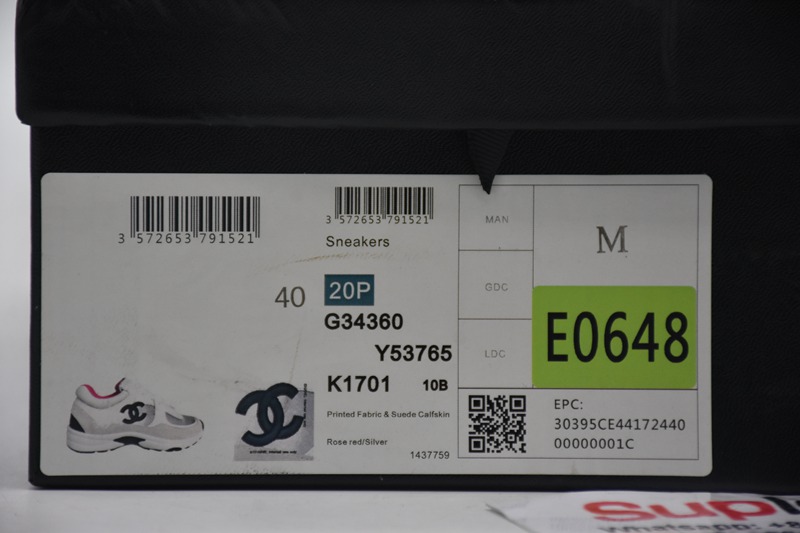 3 572653 791521
3 572653 791521
Sneakers
40
20P
G34360
Y53765
K1701 10B
Printed Fabric & Suede Calfskin
Rose red/Silver
1437759
MAN
GDC
LDC
M
E0648
EPC:
30395CE44172440
00000001C